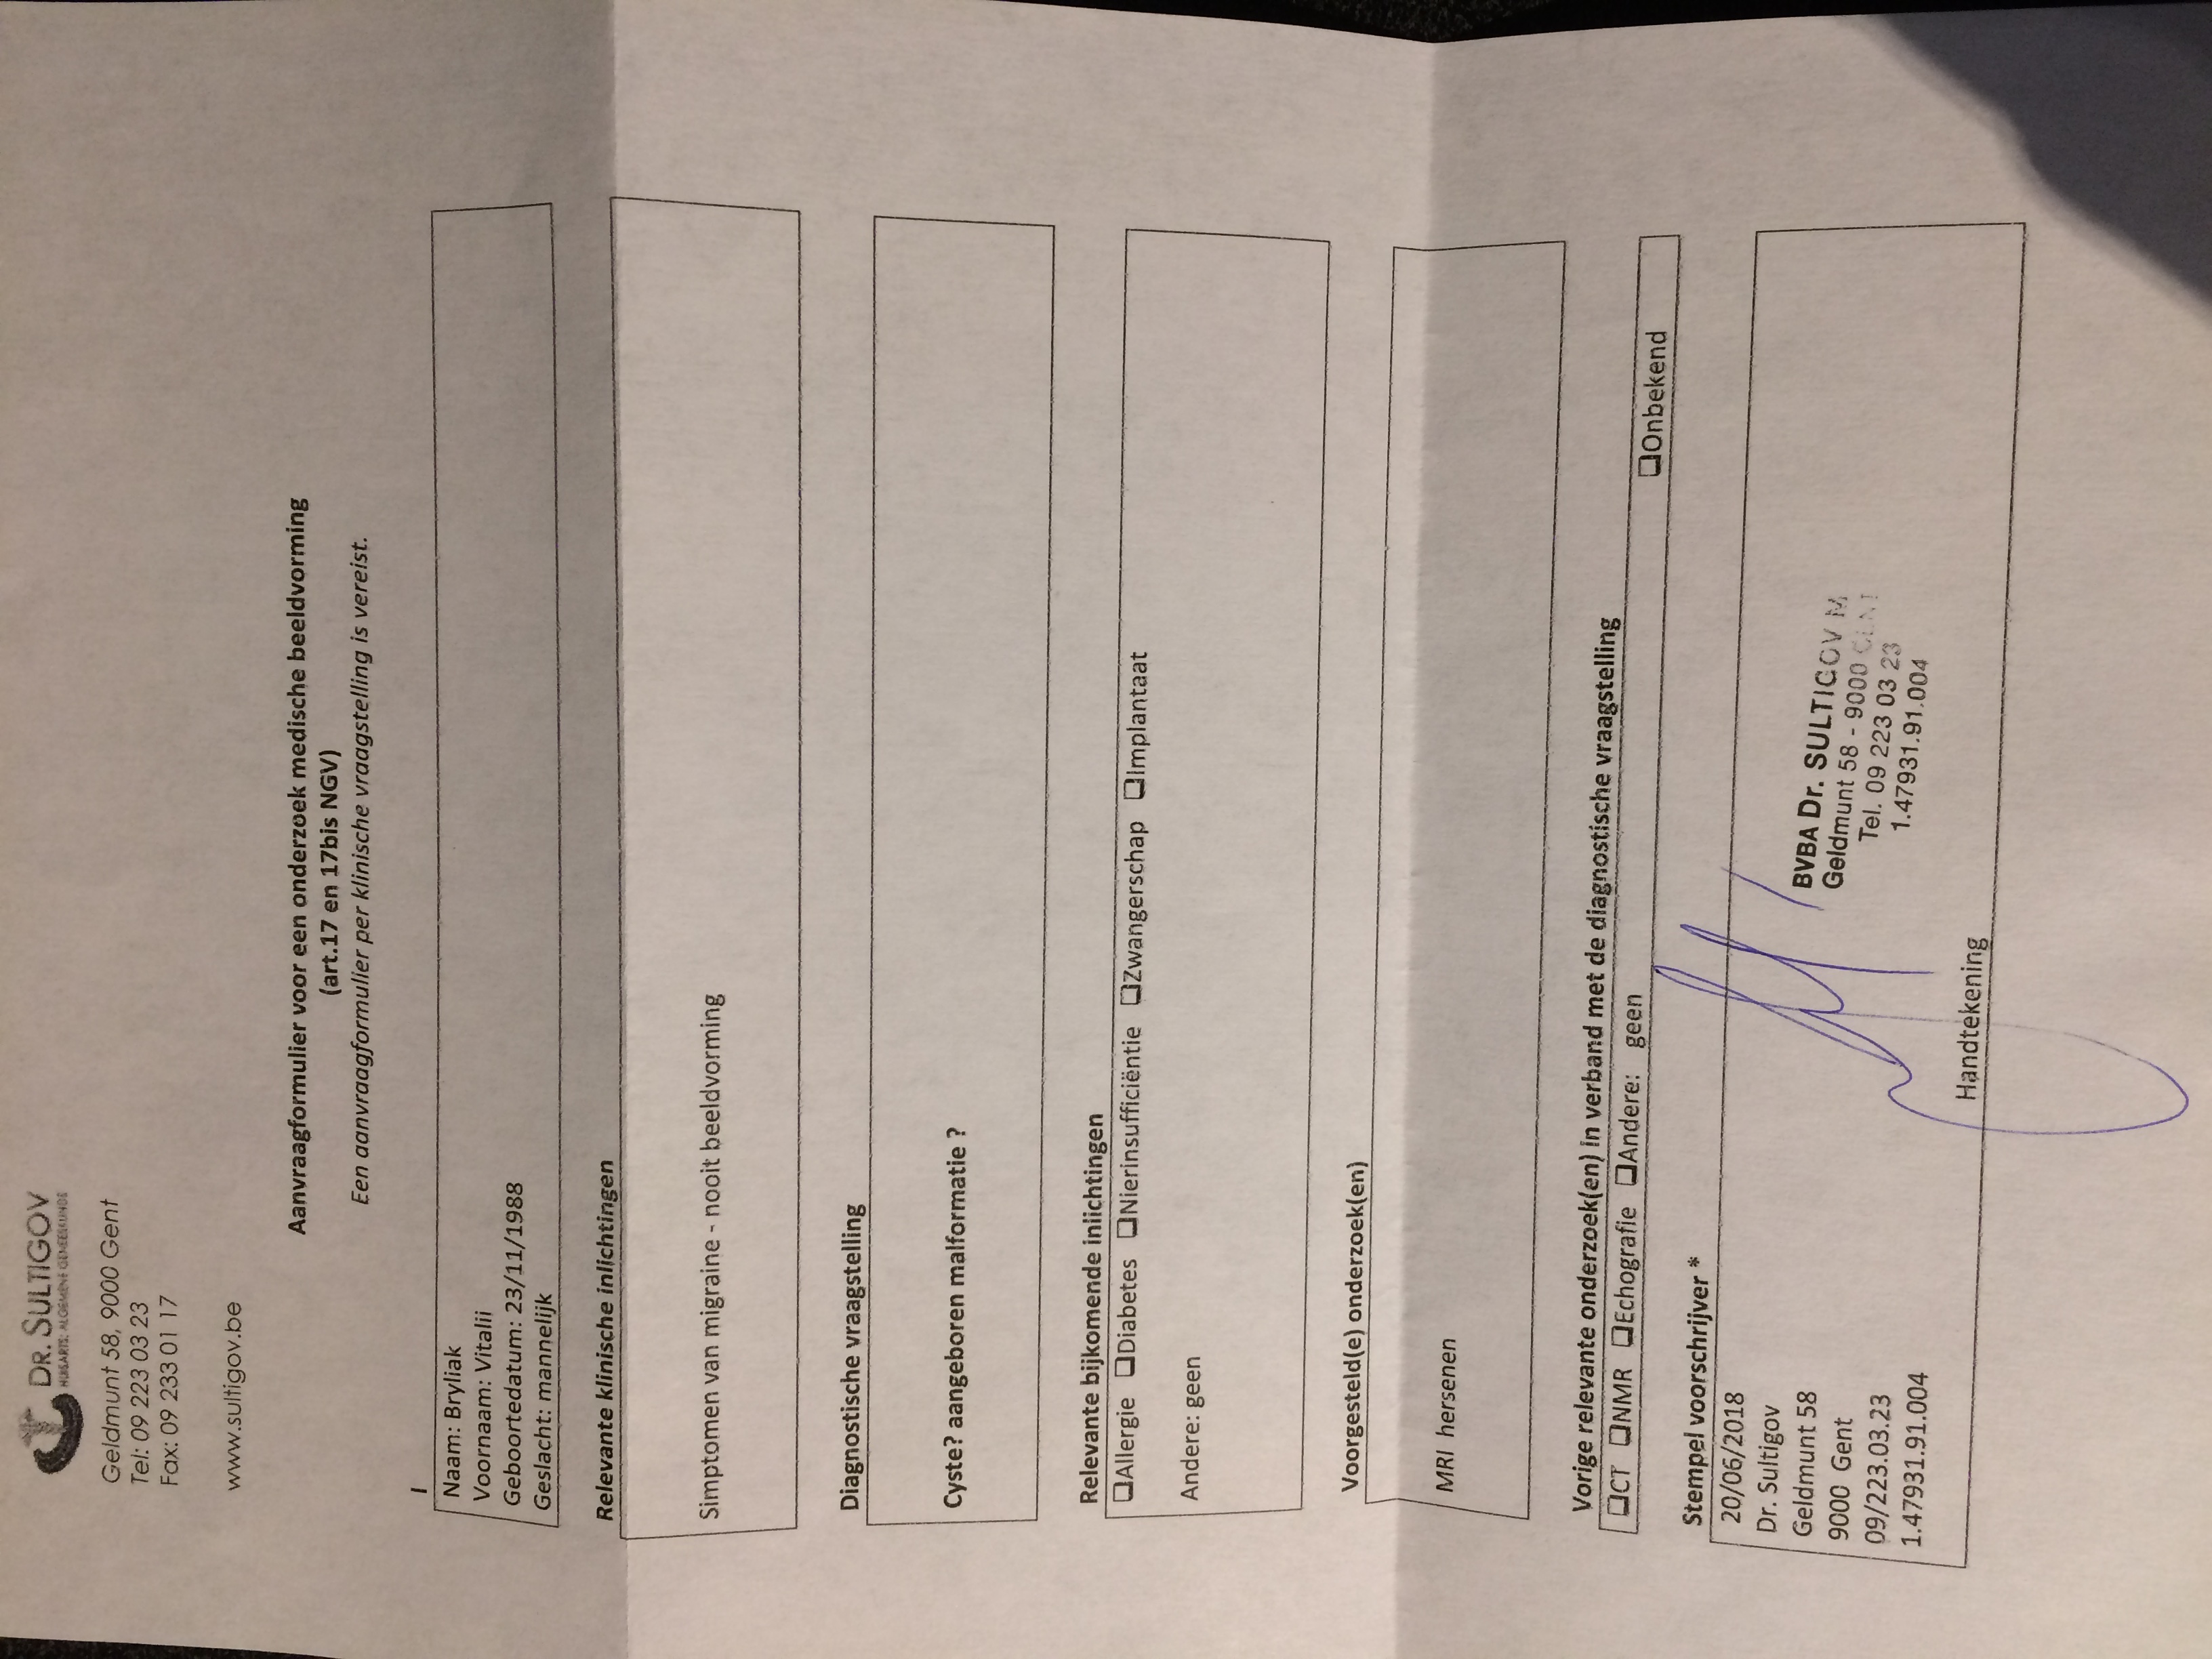 DR. SULTIGOV
HUISARTS: ALGEMENE GENEESKUNDE
Geldmunt 58, 9000 Gent
Tel: 09 223 03 23
Fax: 09 233 01 17
www.sultigov.be
Aanvraagformulier voor een onderzoek medische beeldvorming
(art.17 en 17bis NGV)
Een aanvraagformulier per klinische vraagstelling is vereist.
I
Naam: Bryliak
Voornaam: Vitalii
Geboortedatum: 23/11/1988
Geslacht: mannelijk
Relevante klinische inlichtingen
Simptomen van migraine - nooit beeldvorming
Diagnostische vraagstelling
Cyste? aangeboren malformatie ?
Relevante bijkomende inlichtingen
❑Allergie ❑Diabetes ❑Nierinsufficiëntie ❑Zwangerschap ❑Implantaat
Andere: geen
Voorgesteld(e) onderzoek(en)
MRI hersenen
Vorige relevante onderzoek(en) in verband met de diagnostische vraagstelling
❑CT ❑NMR ❑Echografie ❑Andere: geen ❑Onbekend
Stempel voorschrijver *
20/06/2018
Dr. Sultigov
Geldmunt 58
9000 Gent
09/223.03.23
1.47931.91.004
BVBA Dr. SULTIGOV M
Geldmunt 58 - 9000 GENT
Tel. 09 223 03 23
1.47931.91.004
Handtekening